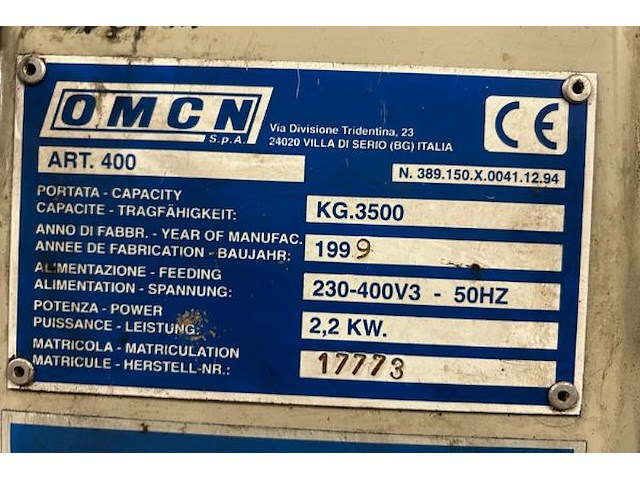 OMCN
S.p.A.
Via Divisione Tridentina, 23
24020 VILLA DI SERIO (BG) ITALIA
CE
ART. 400
N. 389.150.X.0041.12.94
PORTATA - CAPACITY
CAPACITE - TRAGFÄHIGKEIT:
KG.3500
ANNO DI FABBR. - YEAR OF MANUFAC.
ANNEE DE FABRICATION - BAUJAHR:
1999
ALIMENTAZIONE - FEEDING
ALIMENTATION - SPANNUNG:
230-400V3 - 50HZ
POTENZA - POWER
PUISSANCE - LEISTUNG:
2,2 KW.
MATRICOLA - MATRICULATION
MATRICULE - HERSTELL-NR.:
17773